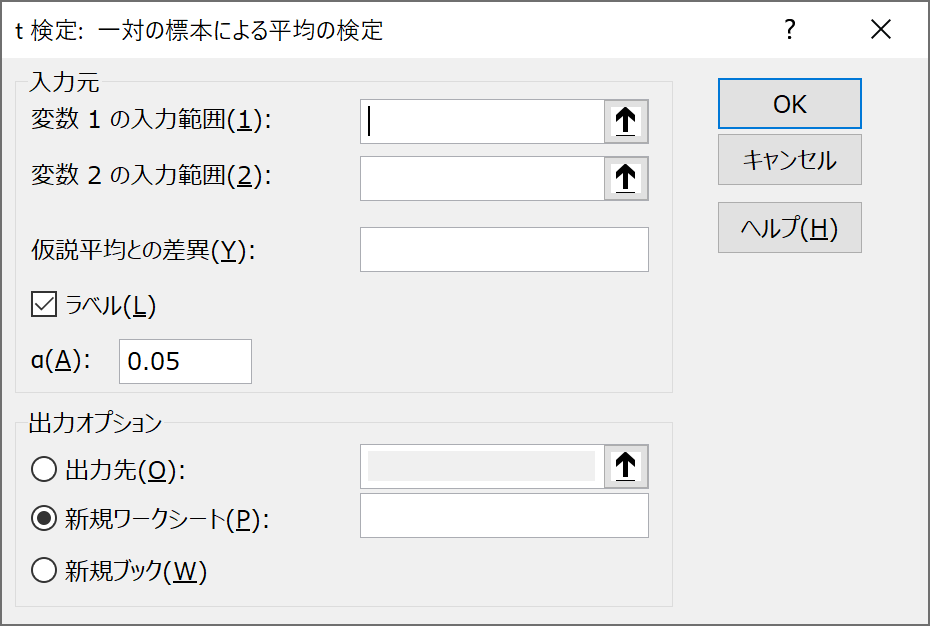 t 検定: 一対の標本による平均の検定
?
入力元
変数 1 の入力範囲(1):
変数 2 の入力範囲(2):
仮説平均との差異(Y):
ラベル(L)
α(A): 0.05
出力オプション
出力先(O):
新規ワークシート(P):
新規ブック(W)
OK
キャンセル
ヘルプ(H)